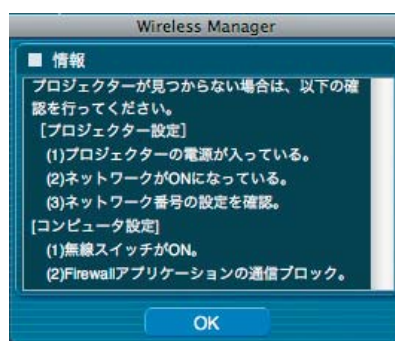 Wireless Manager
■ 情報
プロジェクターが見つからない場合は、以下の確
認を行ってください。
［プロジェクター設定］
(1)プロジェクターの電源が入っている。
(2)ネットワークがONになっている。
(3)ネットワーク番号の設定を確認。
[コンピュータ設定]
(1)無線スイッチがON。
(2)Firewallアプリケーションの通信ブロック。
OK